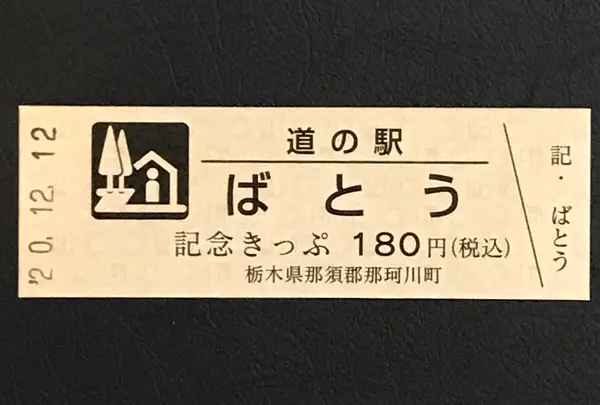 '20.12.12
道の駅
ばとう
記念きっぷ 180円(税込)
栃木県那須郡那珂川町
記・ばとう